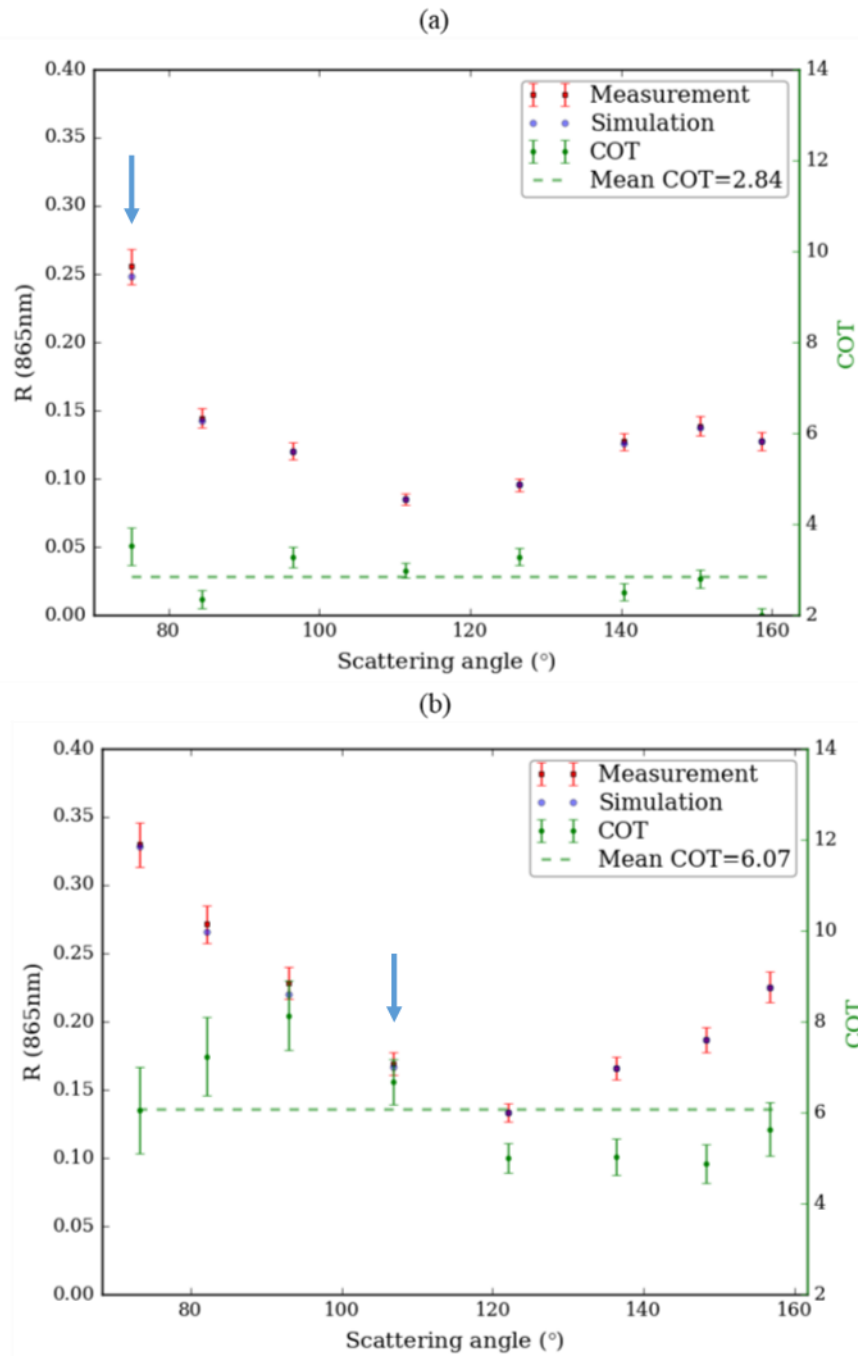 (a)
0.40
0.35
0.30
0.25
0.20
0.15
0.10
0.05
0.00
R (865nm)
Measurement
Simulation
COT
Mean COT=2.84
14
12
10
8
6
4
2
COT
80 100 120 140 160
Scattering angle (°)
(b)
0.40
0.35
0.30
0.25
0.20
0.15
0.10
0.05
0.00
R (865nm)
Measurement
Simulation
COT
Mean COT=6.07
14
12
10
8
6
4
2
COT
80 100 120 140 160
Scattering angle (°)